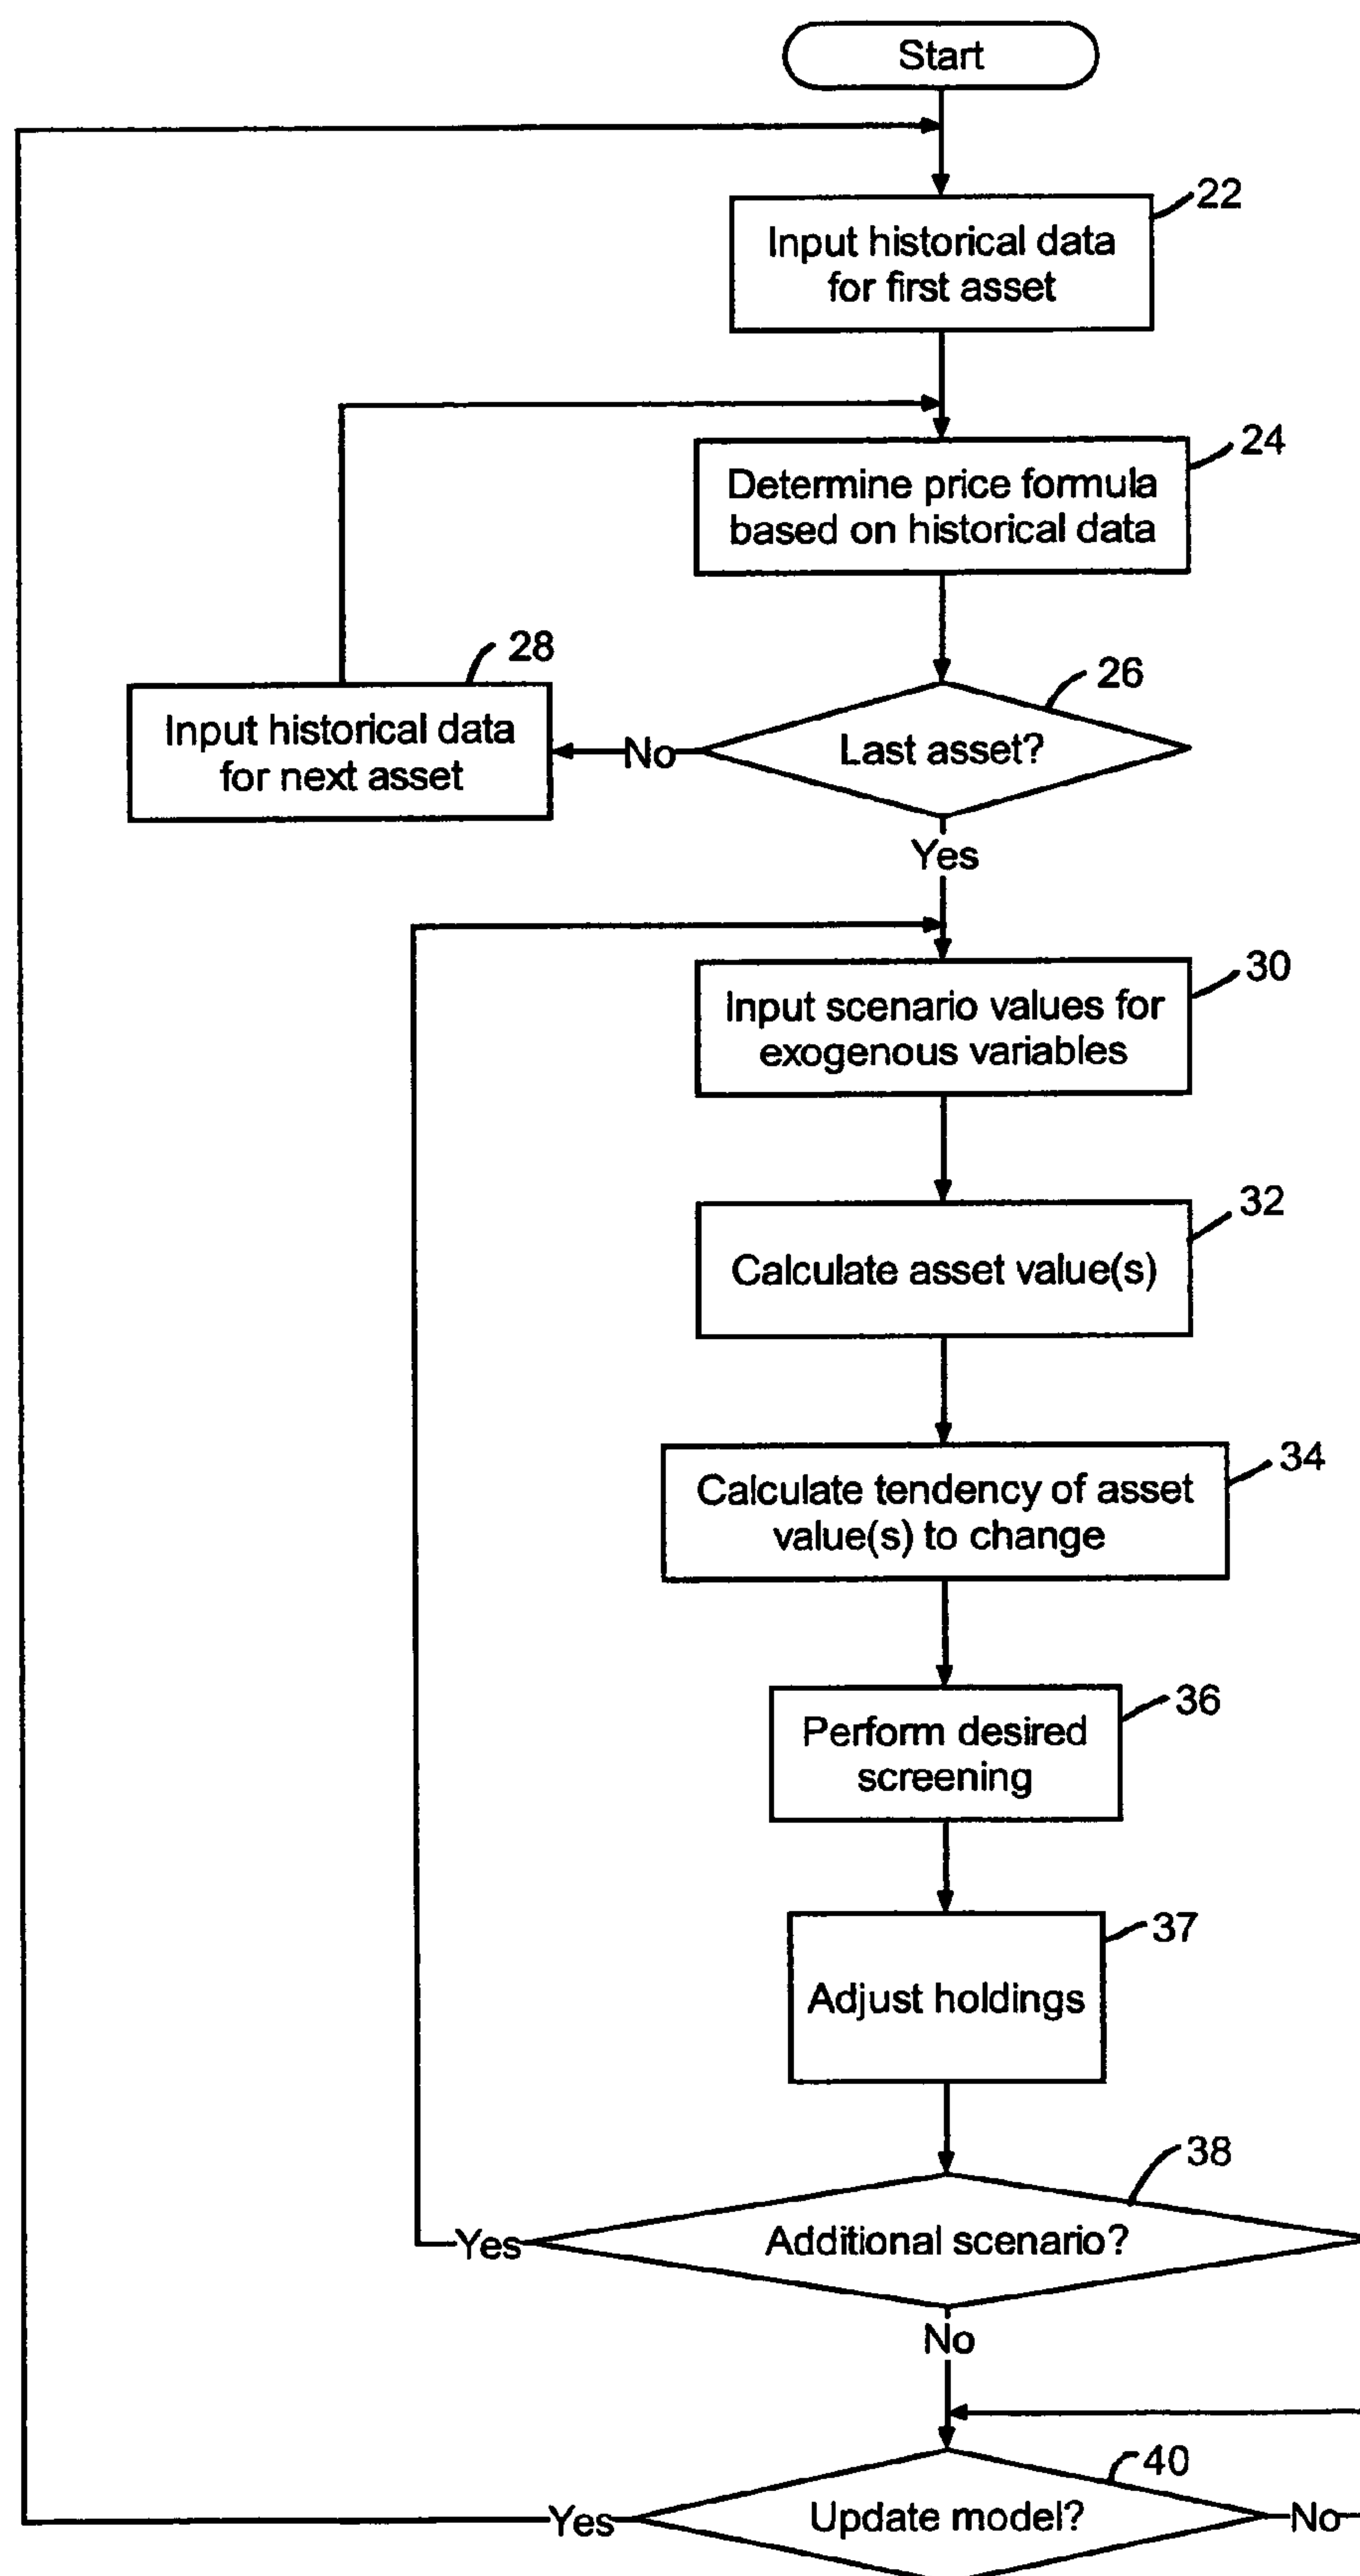 Start
22
Input historical data
for first asset
24
Determine price formula
based on historical data
28
26
Input historical data
for next asset
No
Last asset?
Yes
30
Input scenario values for
exogenous variables
32
Calculate asset value(s)
34
Calculate tendency of asset
value(s) to change
36
Perform desired
screening
37
Adjust holdings
38
Yes
Additional scenario?
No
40
Yes
Update model?
No